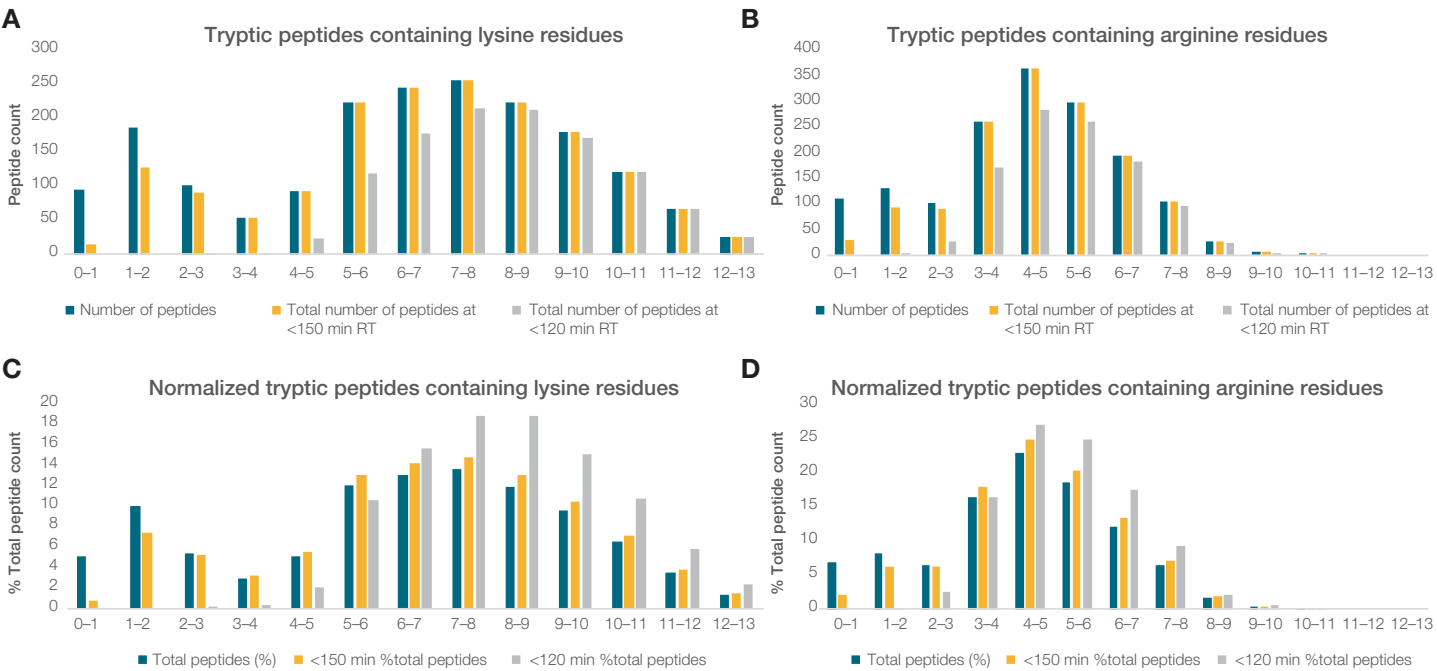 A
Tryptic peptides containing lysine residues
Peptide count
300
250
200
150
100
50
0
0–1 1–2 2–3 3–4 4–5 5–6 6–7 7–8 8–9 9–10 10–11 11–12 12–13
Number of peptides
Total number of peptides at
<150 min RT
Total number of peptides at
<120 min RT
B
Tryptic peptides containing arginine residues
Peptide count
400
350
300
250
200
150
100
50
0
0–1 1–2 2–3 3–4 4–5 5–6 6–7 7–8 8–9 9–10 10–11 11–12 12–13
Number of peptides
Total number of peptides at
<150 min RT
Total number of peptides at
<120 min RT
C
Normalized tryptic peptides containing lysine residues
% Total peptide count
20
18
16
14
12
10
8
6
4
2
0
0–1 1–2 2–3 3–4 4–5 5–6 6–7 7–8 8–9 9–10 10–11 11–12 12–13
Total peptides (%) <150 min %total peptides <120 min %total peptides
D
Normalized tryptic peptides containing arginine residues
% Total peptide count
30
25
20
15
10
5
0
0–1 1–2 2–3 3–4 4–5 5–6 6–7 7–8 8–9 9–10 10–11 11–12 12–13
Total peptides (%) <150 min %total peptides <120 min %total peptides